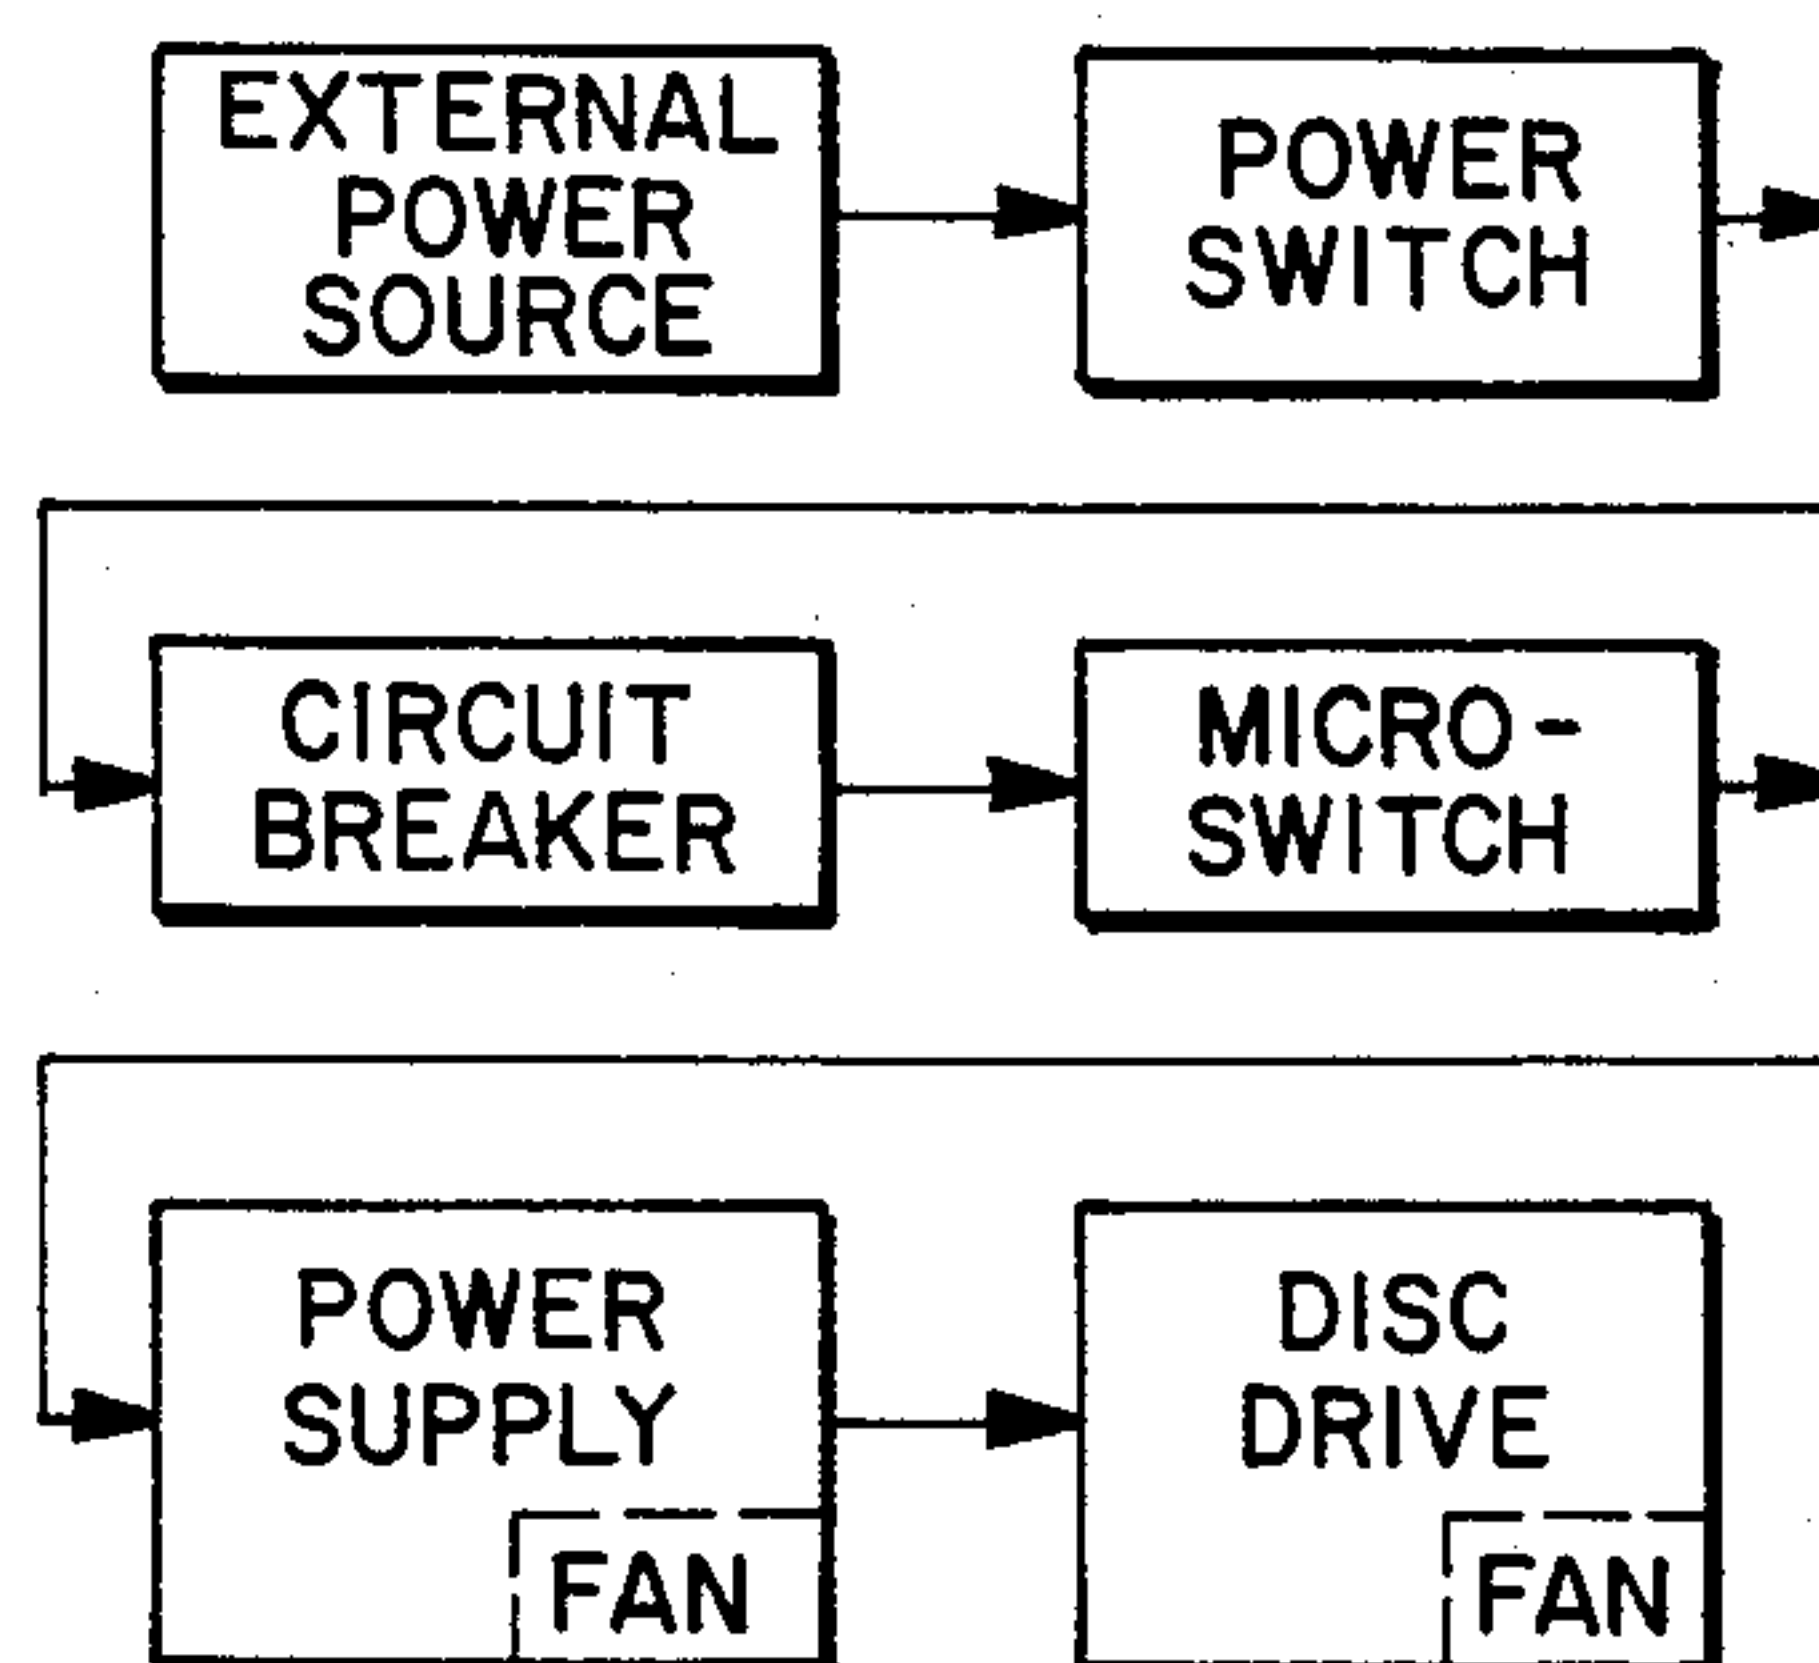 EXTERNAL
POWER
SOURCE
POWER
SWITCH
CIRCUIT
BREAKER
MICRO-
SWITCH
POWER
SUPPLY
FAN
DISC
DRIVE
FAN